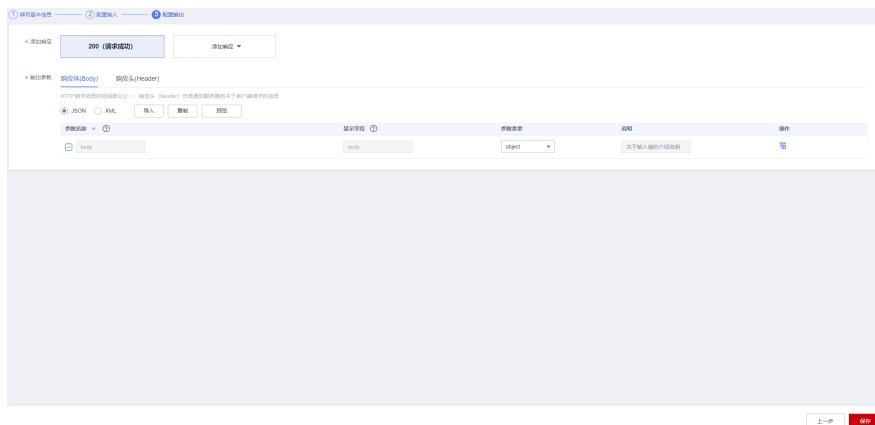 1 填写基本信息 2 配置输入 3 配置输出
* 添加响应 200（请求成功） 添加响应
* 输出参数 响应体(Body) 响应头(Header)
JSON XML 导入 复制 预览
参数名称 * ? 显示字段 ? 参数类型 说明 操作
body body object 关于输入值的介绍说明
上一步 保存